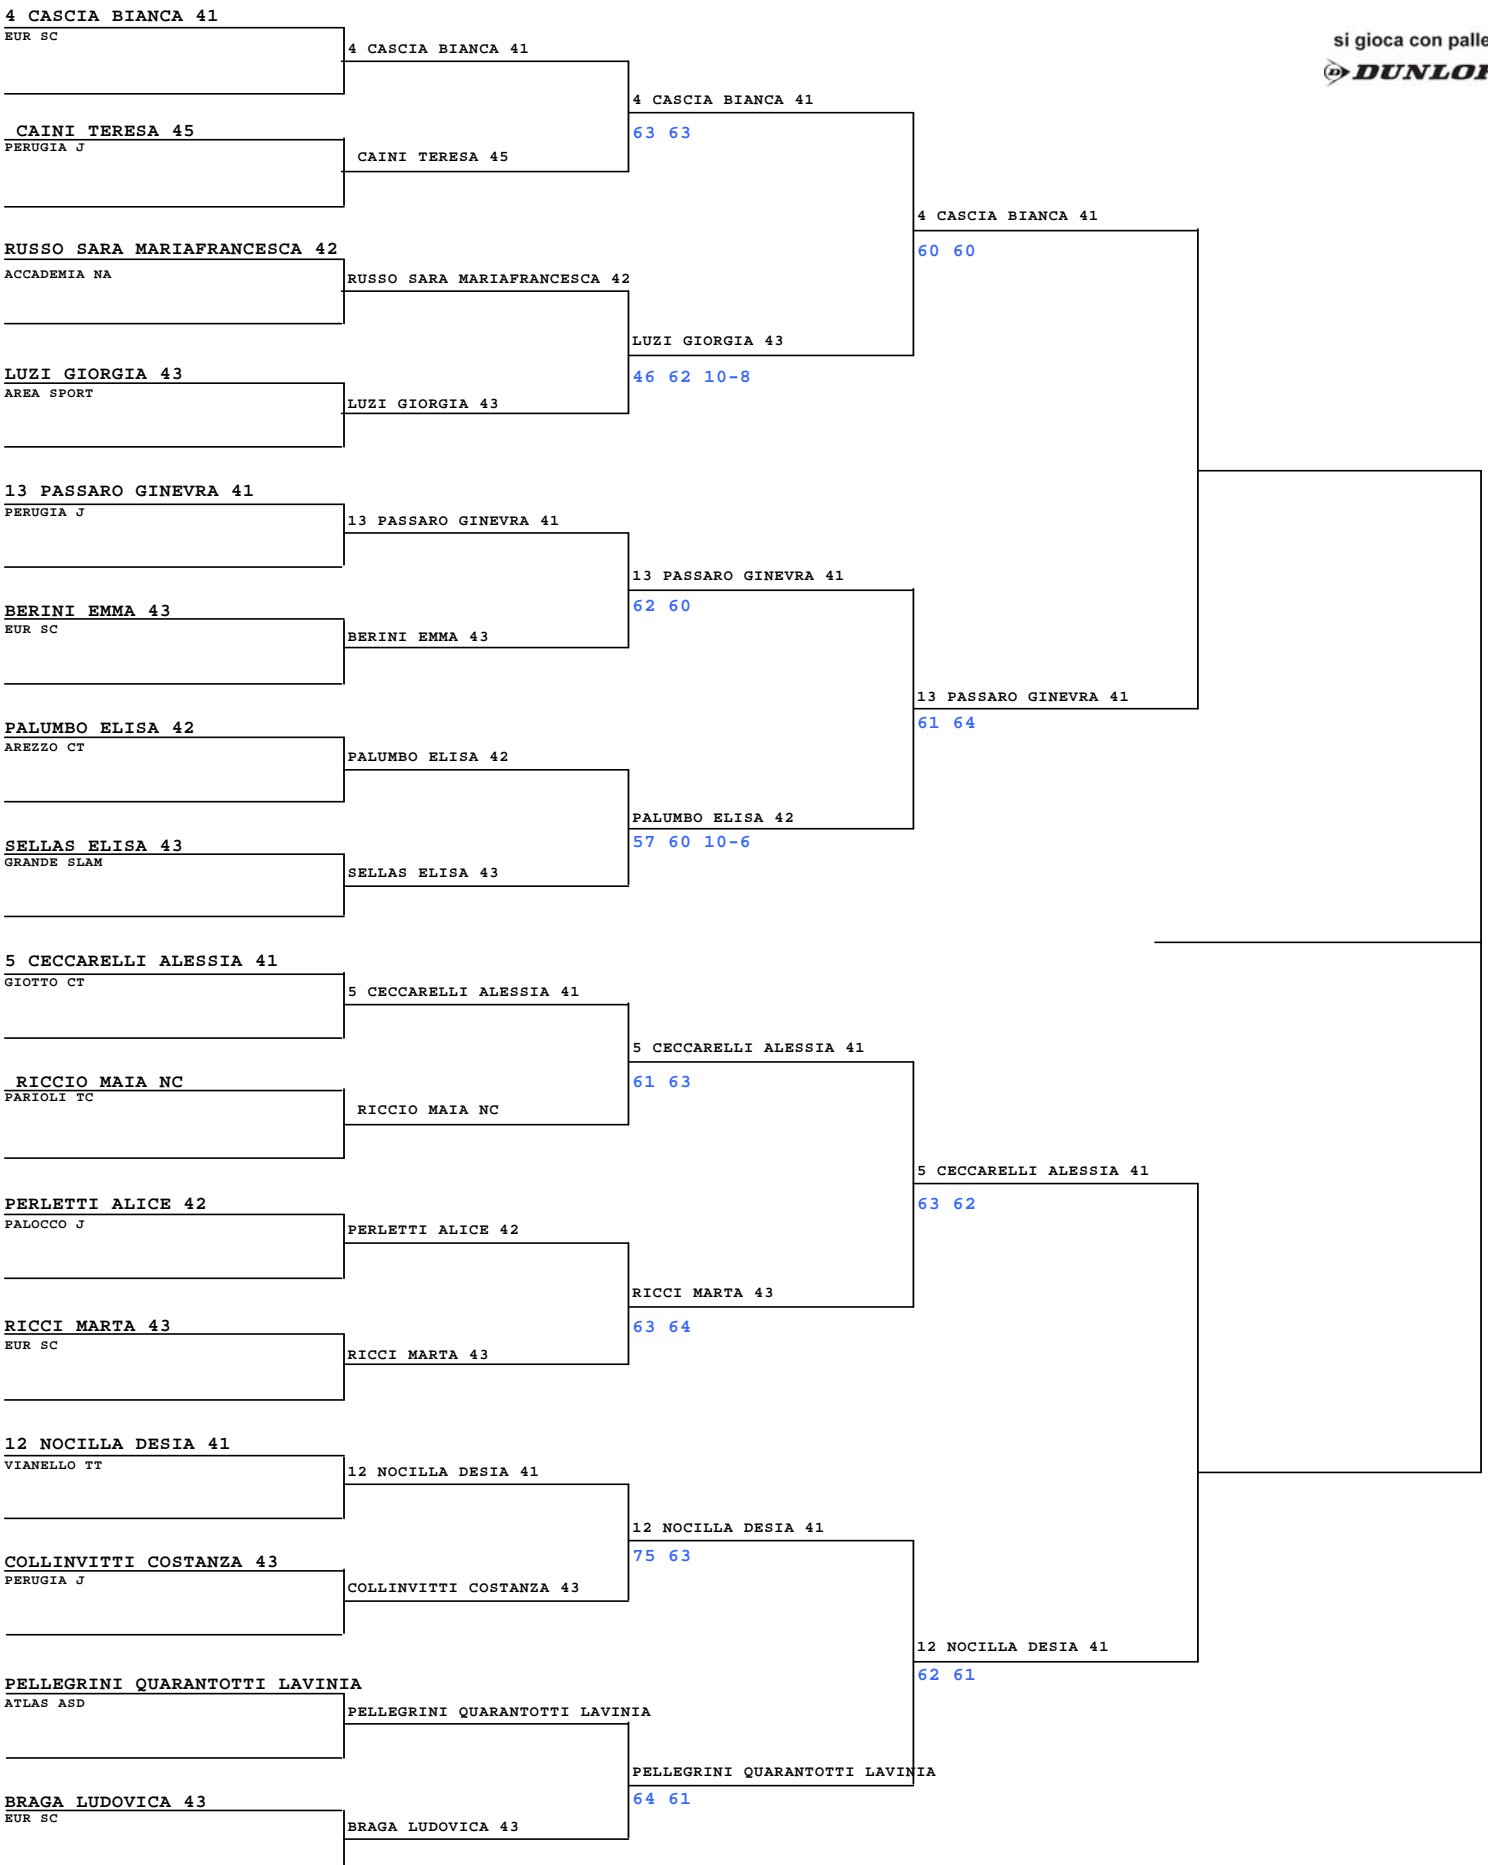 4 CASCIA BIANCA 41
EUR SC
4 CASCIA BIANCA 41
si gioca con palle
DUNLOP
4 CASCIA BIANCA 41
63 63
CAINI TERESA 45
PERUGIA J
CAINI TERESA 45
4 CASCIA BIANCA 41
60 60
RUSSO SARA MARIAFRANCESCA 42
ACCADEMIA NA
RUSSO SARA MARIAFRANCESCA 42
LUZI GIORGIA 43
46 62 10-8
LUZI GIORGIA 43
AREA SPORT
LUZI GIORGIA 43
13 PASSARO GINEVRA 41
PERUGIA J
13 PASSARO GINEVRA 41
13 PASSARO GINEVRA 41
62 60
BERINI EMMA 43
EUR SC
BERINI EMMA 43
13 PASSARO GINEVRA 41
61 64
PALUMBO ELISA 42
AREZZO CT
PALUMBO ELISA 42
PALUMBO ELISA 42
57 60 10-6
SELLAS ELISA 43
GRANDE SLAM
SELLAS ELISA 43
5 CECCARELLI ALESSIA 41
GIOTTO CT
5 CECCARELLI ALESSIA 41
5 CECCARELLI ALESSIA 41
61 63
RICCIO MAIA NC
PARIOLI TC
RICCIO MAIA NC
5 CECCARELLI ALESSIA 41
63 62
PERLETTI ALICE 42
PALOCCO J
PERLETTI ALICE 42
RICCI MARTA 43
63 64
RICCI MARTA 43
EUR SC
RICCI MARTA 43
12 NOCILLA DESIA 41
VIANELLO TT
12 NOCILLA DESIA 41
12 NOCILLA DESIA 41
75 63
COLLINVITTI COSTANZA 43
PERUGIA J
COLLINVITTI COSTANZA 43
12 NOCILLA DESIA 41
62 61
PELLEGRINI QUARANTOTTI LAVINIA
ATLAS ASD
PELLEGRINI QUARANTOTTI LAVINIA
PELLEGRINI QUARANTOTTI LAVINIA
64 61
BRAGA LUDOVICA 43
EUR SC
BRAGA LUDOVICA 43